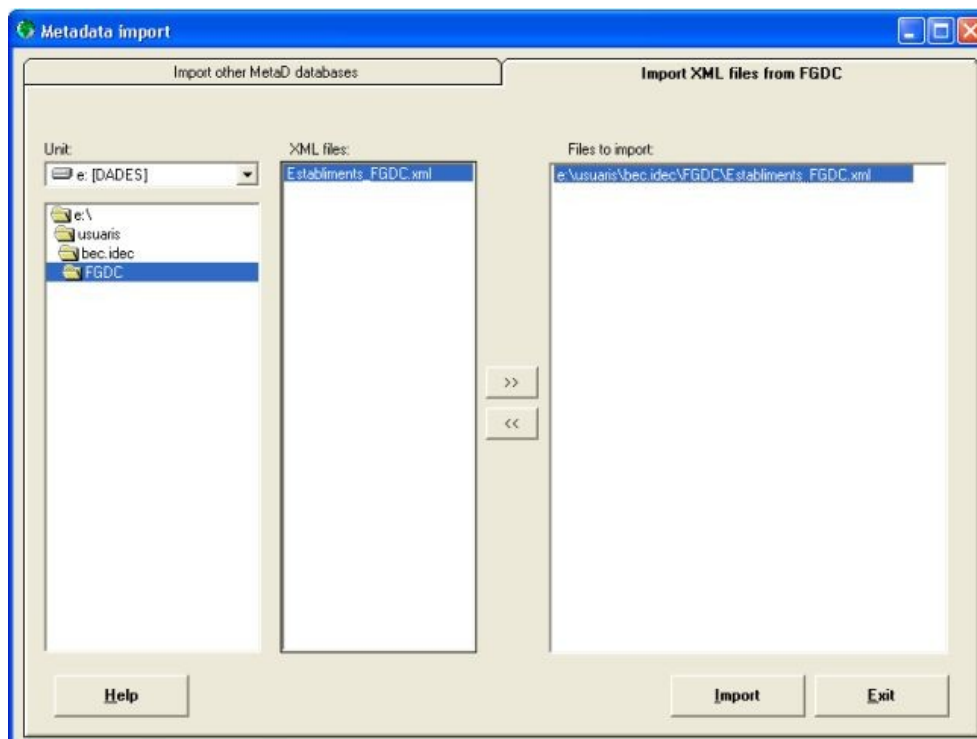 Metadata import
Import other MetaD databases
Import XML files from FGDC
Unit:
XML files:
Files to import:
e: [DADES]
Establiments_FGDC.xml
e:\usuaris\bec.idec\FGDC\Establiments_FGDC.xml
e:\
usuaris
bec.idec
FGDC
>>
<<
Help
Import
Exit